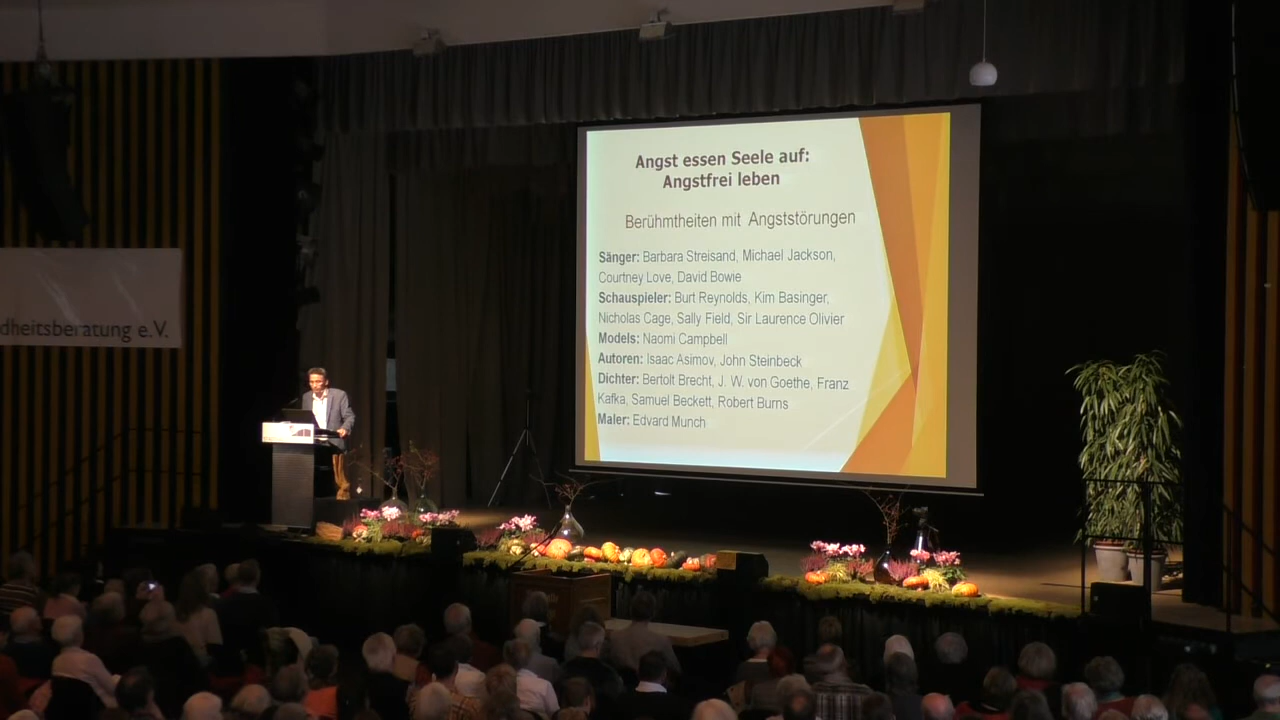 Angst essen Seele auf:
Angstfrei leben
Berühmtheiten mit Angststörungen
Sänger: Barbara Streisand, Michael Jackson,
Courtney Love, David Bowie
Schauspieler: Burt Reynolds, Kim Basinger,
Nicholas Cage, Sally Field, Sir Laurence Olivier
Models: Naomi Campbell
Autoren: Isaac Asimov, John Steinbeck
Dichter: Bertolt Brecht, J. W. von Goethe, Franz
Kafka, Samuel Beckett, Robert Burns
Maler: Edvard Munch
dheitsberatung e.V.